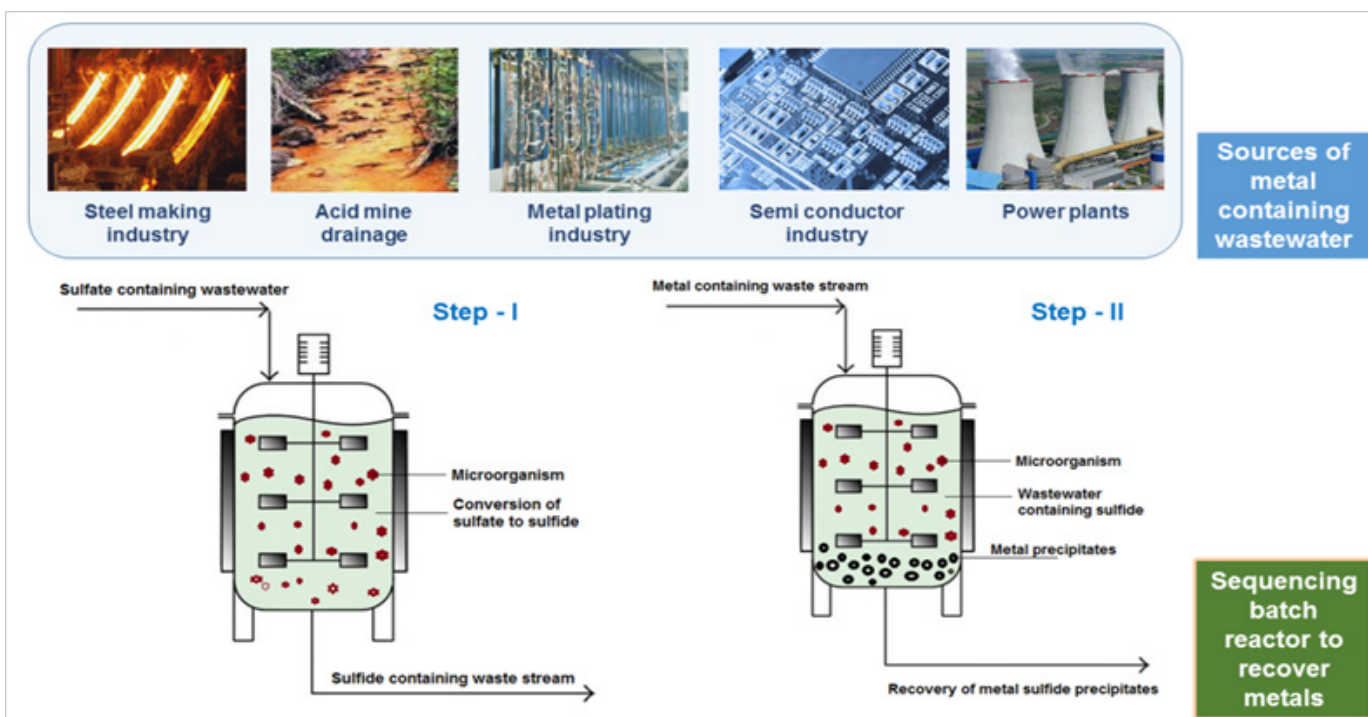 Steel making
industry
Acid mine
drainage
Metal plating
industry
Semi conductor
industry
Power plants
Sources of
metal
containing
wastewater
Sulfate containing wastewater
Step - I
Microorganism
Conversion of
sulfate to sulfide
Sulfide containing waste stream
Metal containing waste stream
Step - II
Microorganism
Wastewater
containing sulfide
Metal precipitates
Recovery of metal sulfide precipitates
Sequencing
batch
reactor to
recover
metals